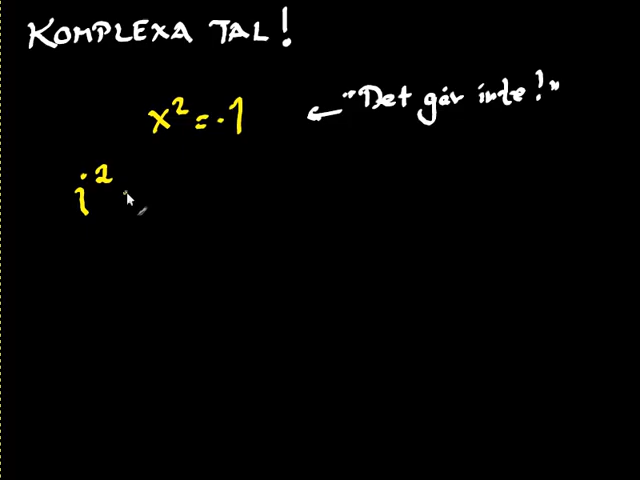 KOMPLEXA TAL!
x² = -1 ← "Det går inte!"
i²